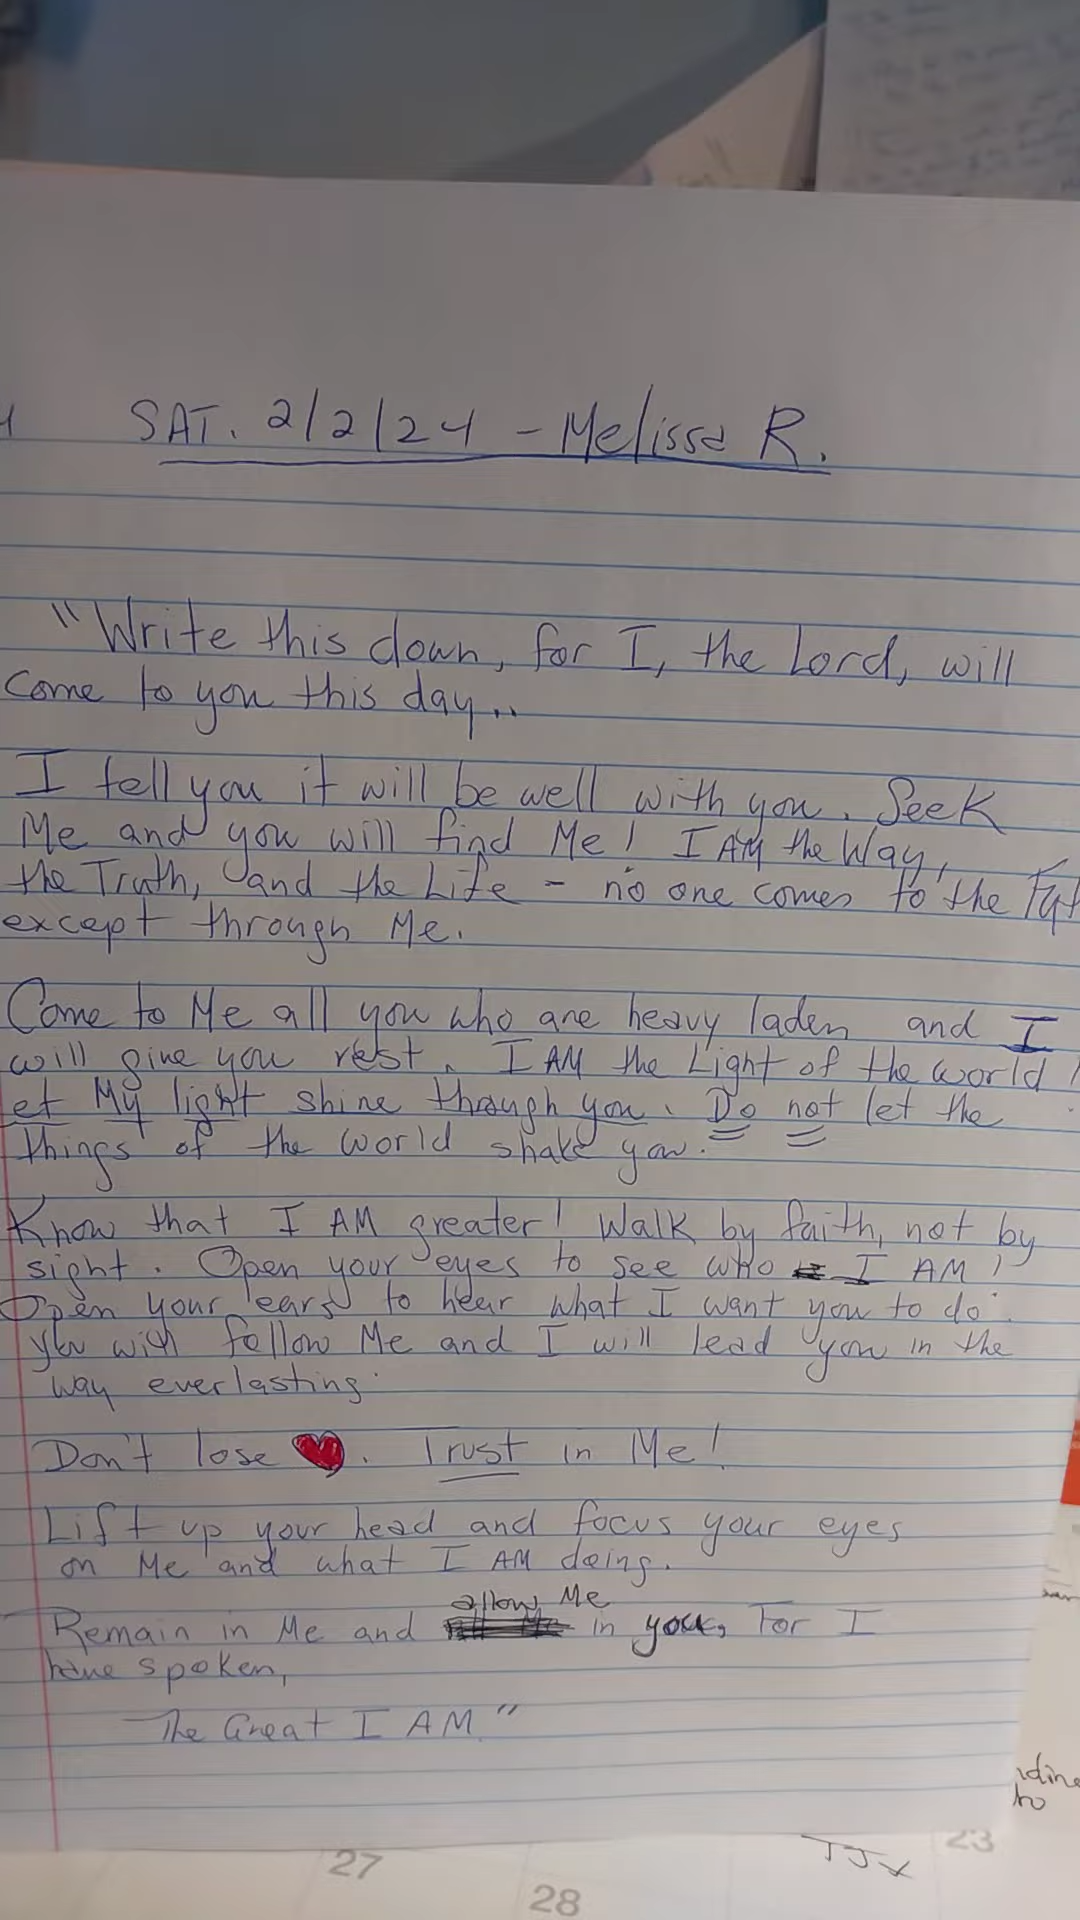 SAT. 2/2/24 - Melissa R.
"Write this down, for I, the Lord, will
come to you this day..
I tell you it will be well with you. Seek
Me and you will find Me! I AM the Way,
the Truth, and the Life - no one comes to the Fat
except through Me.
Come to Me all you who are heavy laden and I
will give you rest. I AM the Light of the world!
et My light shine through you. Do not let the
things of the world shake you.
Know that I AM greater! Walk by faith, not by
sight. Open your eyes to see who I AM!
Open your ears to hear what I want you to do.
you will follow Me and I will lead you in the
way everlasting.
Don't lose ❤. Trust in Me!
Lift up your head and focus your eyes
on Me and what I AM doing.
allow Me
Remain in Me and in you, For I
have spoken,
The Great I AM."
ndine
ho
TJX
23
27
28